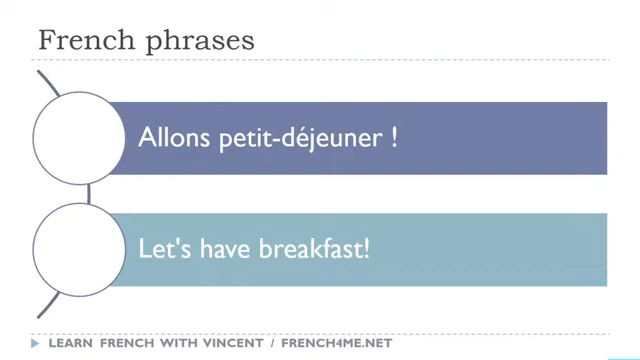 French phrases
Allons petit-déjeuner !
Let's have breakfast!
LEARN FRENCH WITH VINCENT / FRENCH4ME.NET